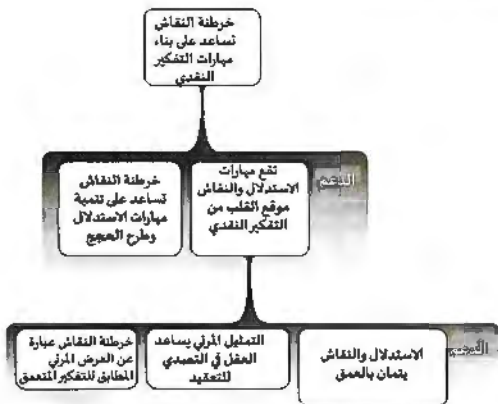 خرطنة النقاش
تساعد على بناء
مهارات التفكير
النقدي
الدعم
تقع مهارات
الاستدلال والنقاش
موقع القلب من
التفكير النقدي
خرطنة النقاش
تساعد على تنمية
مهارات الاستدلال
وطرح الحجج
الدعم
الاستدلال والنقاش
يتمان بالعمق
التمثيل المرئي يساعد
العقل في التصدي
للتعقيد
خرطنة النقاش عبارة
عن العرض المرئي
المطابق للتفكير المتعمق